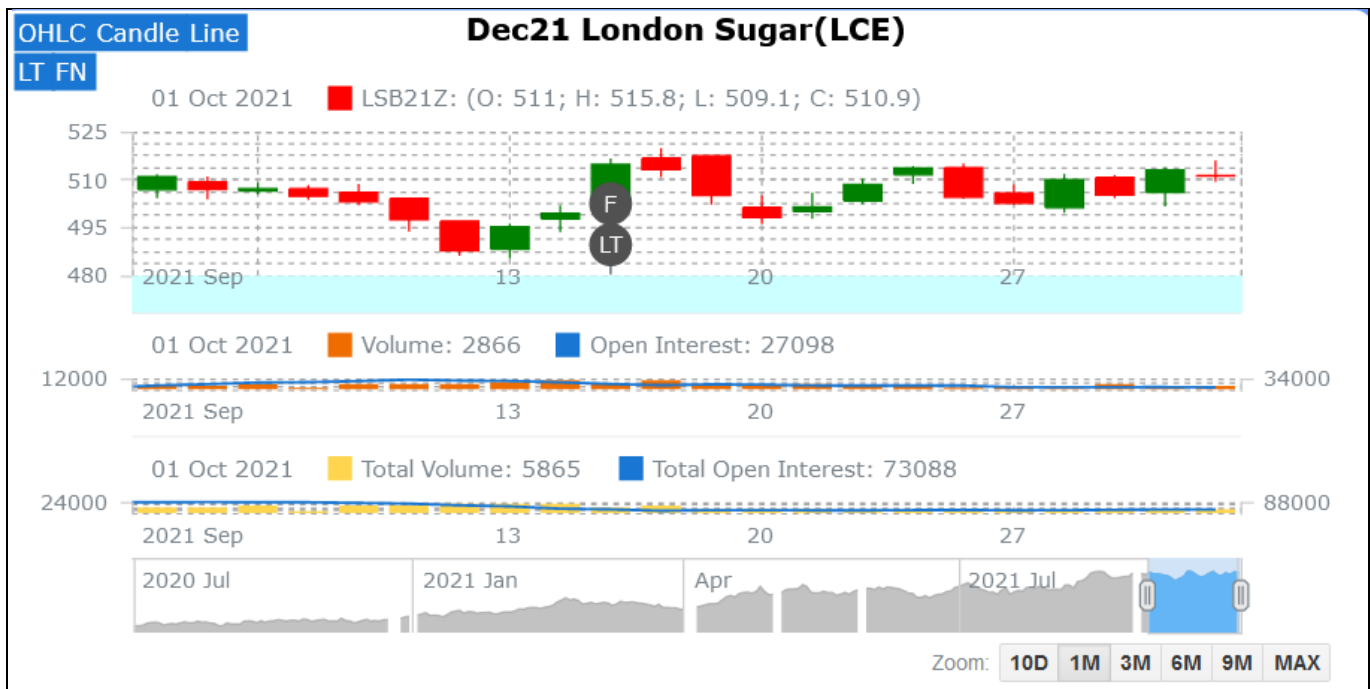 OHLC Candle Line
Dec21 London Sugar(LCE)
LT FN
01 Oct 2021 LSB21Z: (O: 511; H: 515.8; L: 509.1; C: 510.9)
525
510
495
480
F
LT
2021 Sep 13 20 27
01 Oct 2021 Volume: 2866 Open Interest: 27098
12000 34000
2021 Sep 13 20 27
01 Oct 2021 Total Volume: 5865 Total Open Interest: 73088
24000 88000
2021 Sep 13 20 27
2020 Jul 2021 Jan Apr 2021 Jul
Zoom: 10D 1M 3M 6M 9M MAX